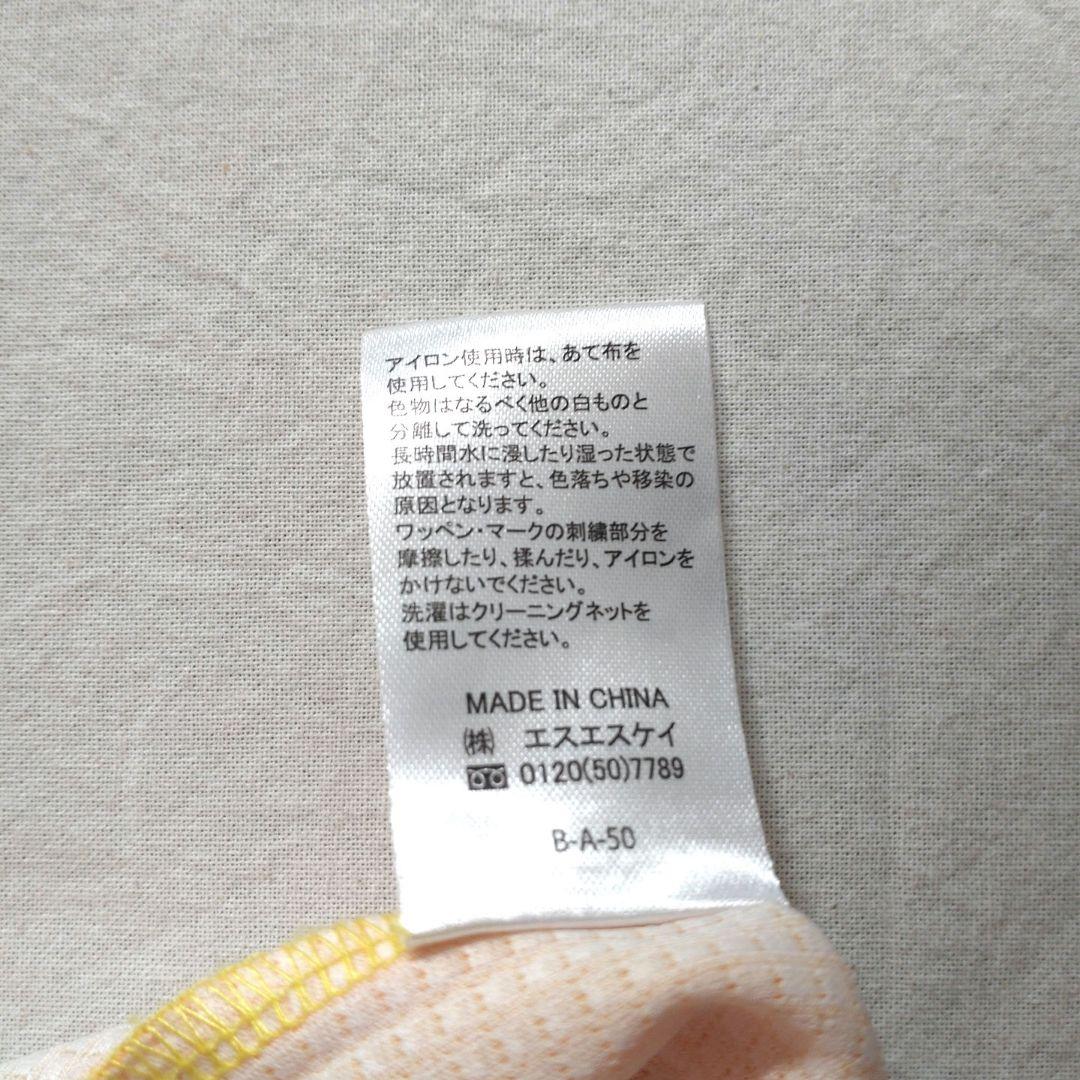 アイロン使用時は、あて布を
使用してください。
色物はなるべく他の白ものと
分離して洗ってください。
長時間水に浸したり湿った状態で
放置されますと、色落ちや移染の
原因となります。
ワッペン・マークの刺繍部分を
摩擦したり、揉んだり、アイロンを
かけないでください。
洗濯はクリーニングネットを
使用してください。
MADE IN CHINA
㈱ エスエスケイ
0120(50)7789
B-A-50